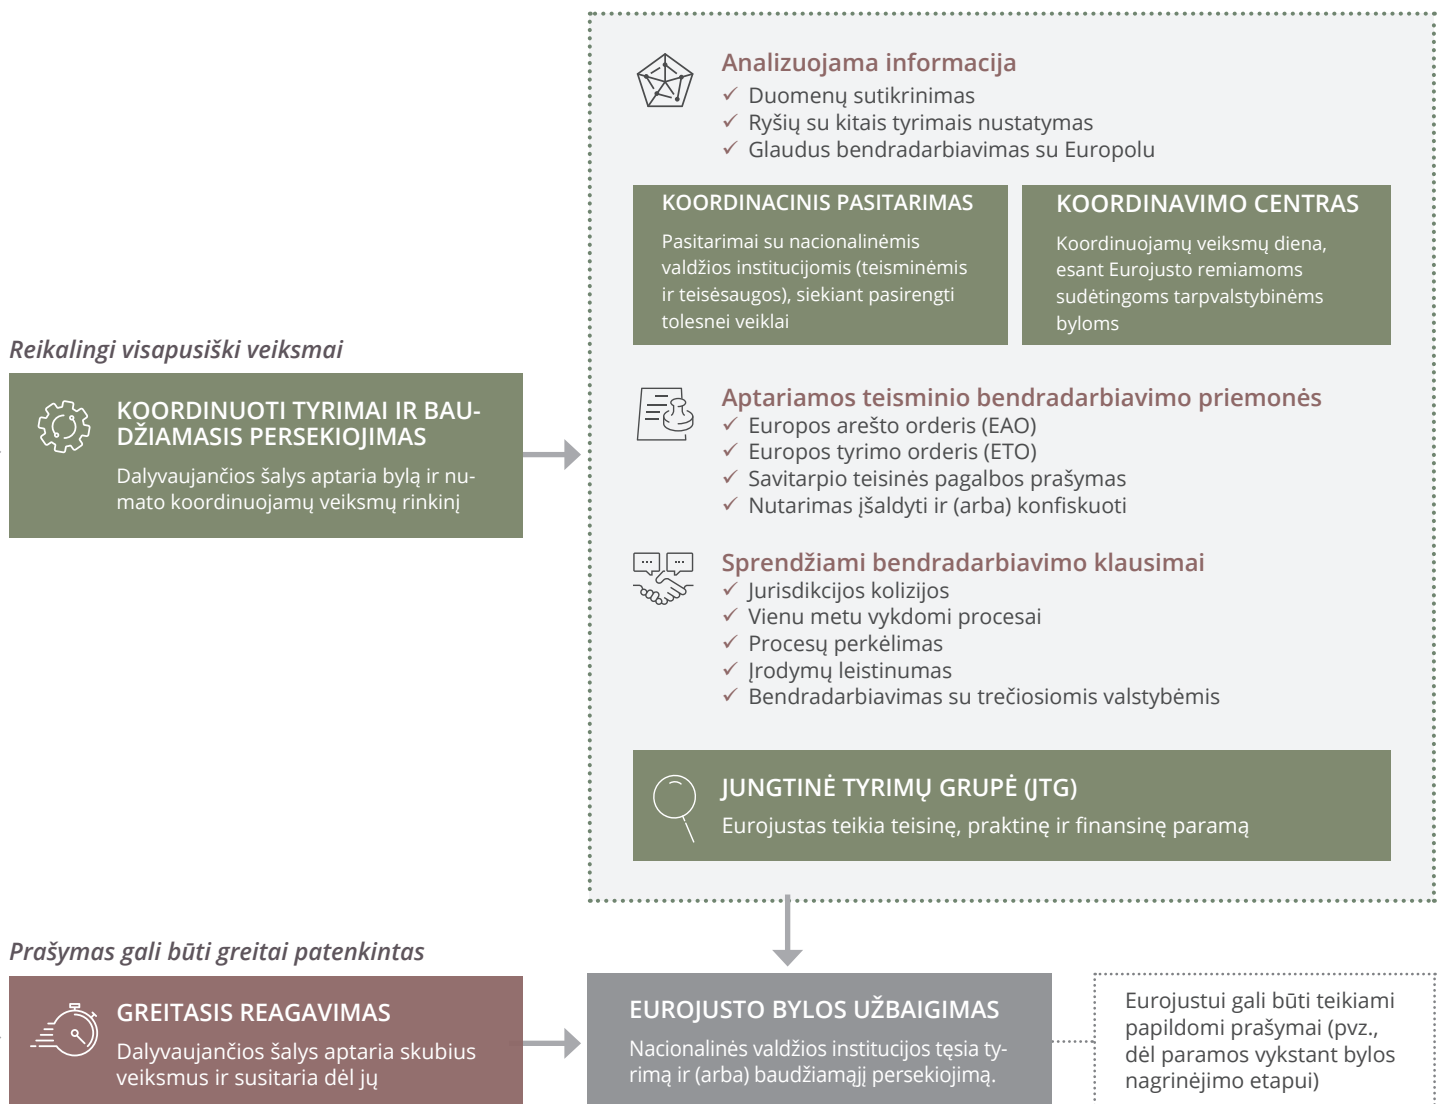 Analizuojama informacija
✓ Duomenų sutikrinimas
✓ Ryšių su kitais tyrimais nustatymas
✓ Glaudus bendradarbiavimas su Europolu
KOORDINACINIS PASITARIMAS
Pasitarimai su nacionalinėmis
valdžios institucijomis (teisminėmis
ir teisėsaugos), siekiant pasirengti
tolesnei veiklai
KOORDINAVIMO CENTRAS
Koordinuojamų veiksmų diena,
esant Eurojusto remiamoms
sudėtingoms tarpvalstybinėms
byloms
Reikalingi visapusiški veiksmai
KOORDINUOTI TYRIMAI IR BAU-
DŽIAMASIS PERSEKIOJIMAS
Dalyvaujančios šalys aptaria bylą ir nu-
mato koordinuojamų veiksmų rinkinį
Aptariamos teisminio bendradarbiavimo priemonės
✓ Europos arešto orderis (EAO)
✓ Europos tyrimo orderis (ETO)
✓ Savitarpio teisinės pagalbos prašymas
✓ Nutarimas įšaldyti ir (arba) konfiskuoti
Sprendžiami bendradarbiavimo klausimai
✓ Jurisdikcijos kolizijos
✓ Vienu metu vykdomi procesai
✓ Procesų perkėlimas
✓ Įrodymų leistinumas
✓ Bendradarbiavimas su trečiosiomis valstybėmis
JUNGTINĖ TYRIMŲ GRUPĖ (JTG)
Eurojustas teikia teisinę, praktinę ir finansinę paramą
Prašymas gali būti greitai patenkintas
GREITASIS REAGAVIMAS
Dalyvaujančios šalys aptaria skubius
veiksmus ir susitaria dėl jų
EUROJUSTO BYLOS UŽBAIGIMAS
Nacionalinės valdžios institucijos tęsia ty-
rimą ir (arba) baudžiamąjį persekiojimą.
Eurojustui gali būti teikiami
papildomi prašymai (pvz.,
dėl paramos vykstant bylos
nagrinėjimo etapui)